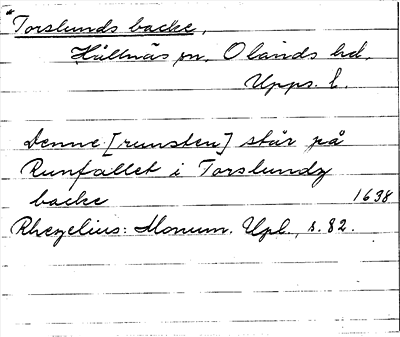 *Torslunds backe,
Hållnäs sn. Olands hd.
Upps. l.
Denne [runsten] står på
Runfallet i Torslundz
backe 1638
Rhezelius: Monum. Upl., s. 82.